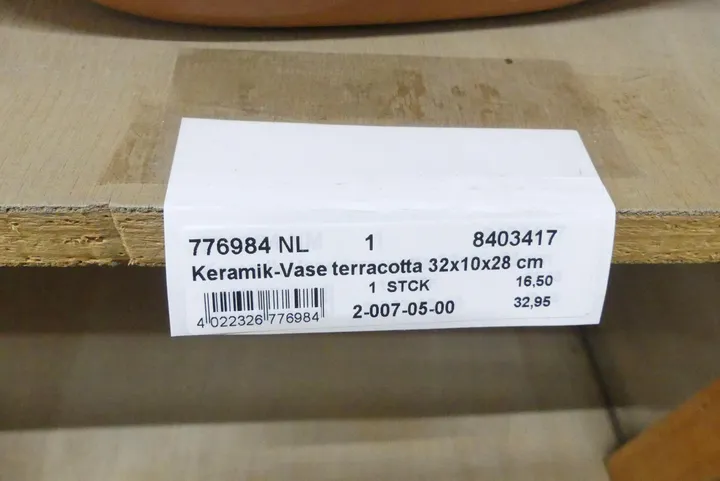 776984 NL 1 8403417
Keramik-Vase terracotta 32x10x28 cm
1 STCK 16,50
2-007-05-00 32,95
4 022326 776984